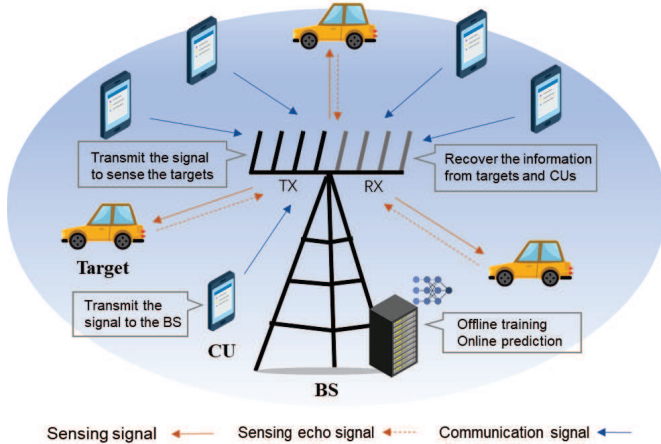 Transmit the signal
to sense the targets
Recover the information
from targets and CUs
TX
RX
Target
Transmit the
signal to the BS
CU
Offline training
Online prediction
BS
Sensing signal
Sensing echo signal
Communication signal